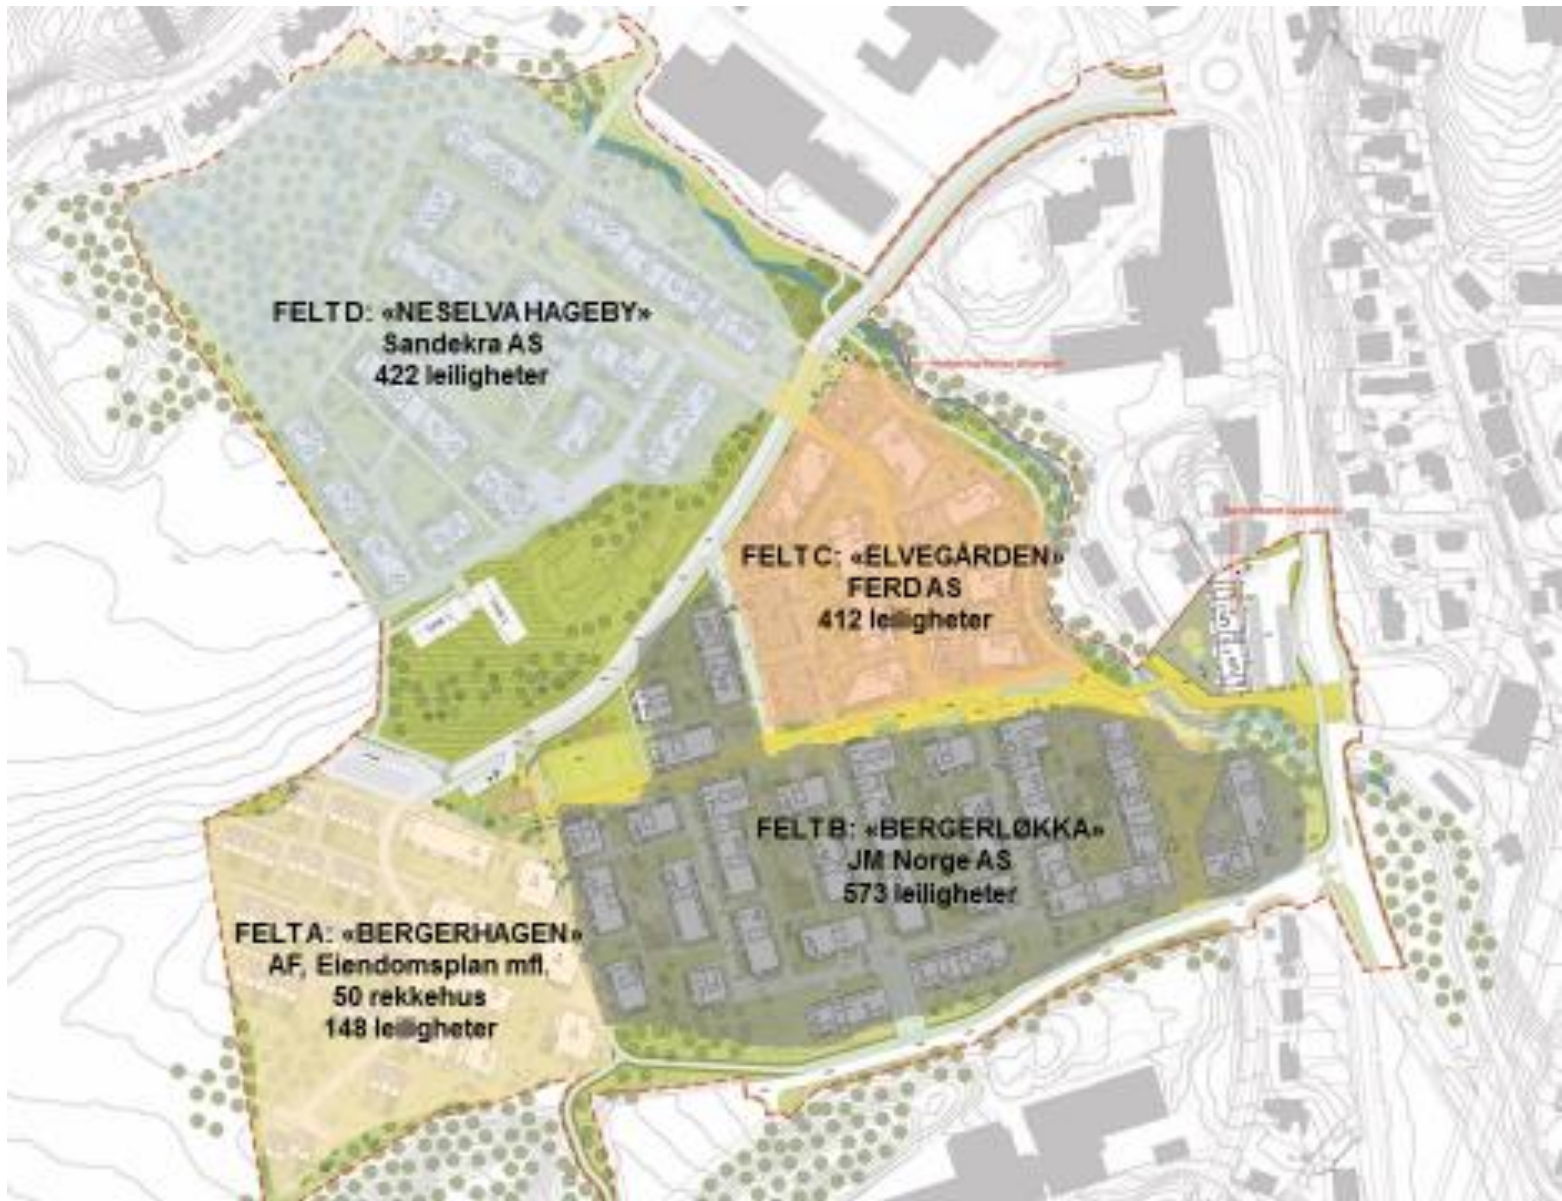 FELT D: «NESELVA HAGEBY»
Sandekra AS
422 leiligheter
FELT C: «ELVEGÅRDEN»
FERD AS
412 leiligheter
FELT B: «BERGERLØKKA»
JM Norge AS
573 leiligheter
FELT A: «BERGERHAGEN»
AF, Eiendomsplan mfl.
50 rekkehus
148 leiligheter